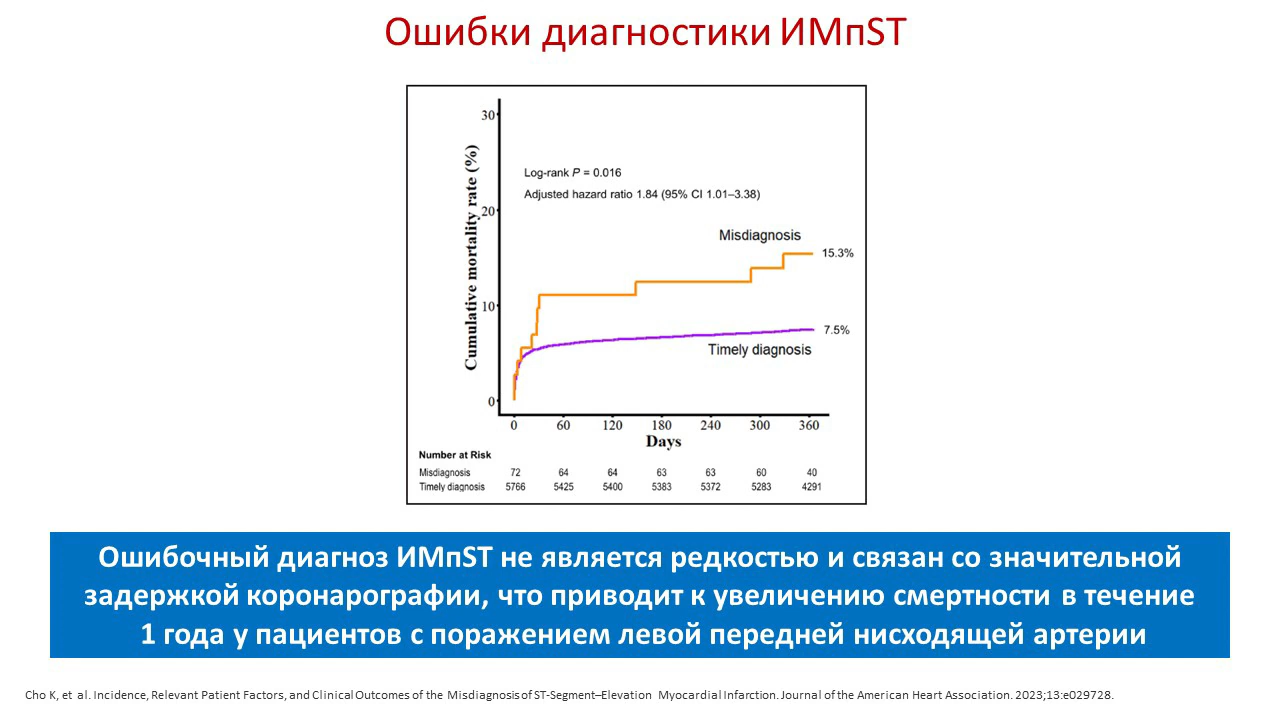 Ошибки диагностики ИМпST
30
20
10
0
Cumulative mortality rate (%)
Log-rank P = 0.016
Adjusted hazard ratio 1.84 (95% CI 1.01–3.38)
Misdiagnosis
15.3%
7.5%
Timely diagnosis
0 60 120 180 240 300 360
Days
Number at Risk
Misdiagnosis 72 64 64 63 63 60 40
Timely diagnosis 5766 5425 5400 5383 5372 5283 4291
Ошибочный диагноз ИМпST не является редкостью и связан со значительной
задержкой коронарографии, что приводит к увеличению смертности в течение
1 года у пациентов с поражением левой передней нисходящей артерии
Cho K, et al. Incidence, Relevant Patient Factors, and Clinical Outcomes of the Misdiagnosis of ST-Segment–Elevation Myocardial Infarction. Journal of the American Heart Association. 2023;13:e029728.